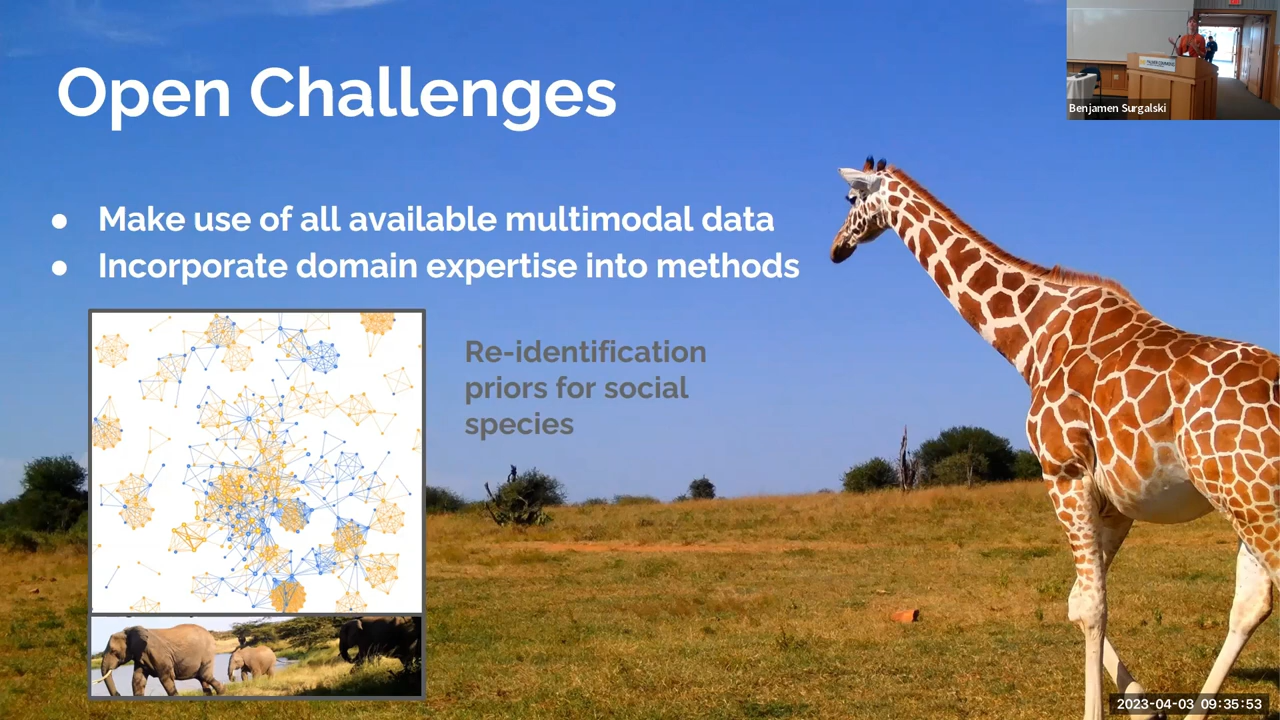 Open Challenges
Benjamen Surgalski
● Make use of all available multimodal data
● Incorporate domain expertise into methods
Re-identification
priors for social
species
2023-04-03 09:35:53